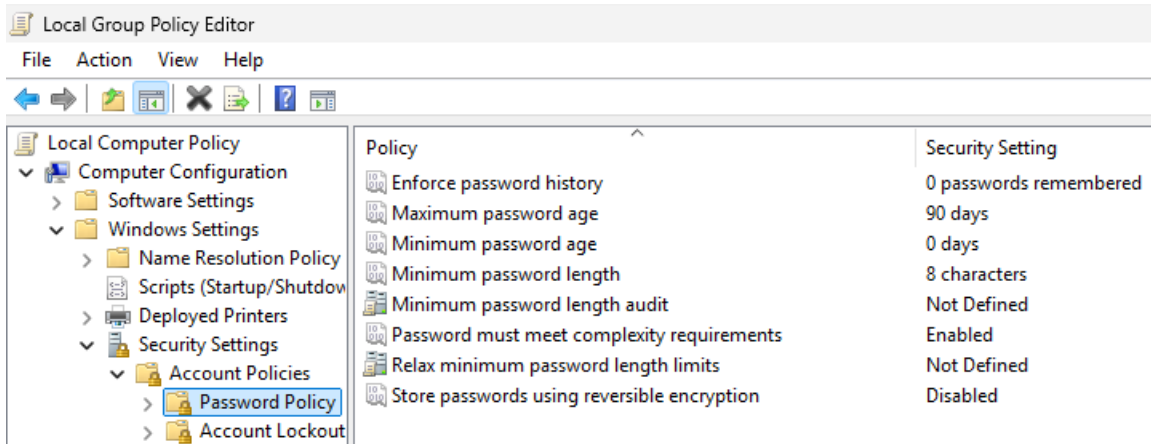 Local Group Policy Editor
File Action View Help
Local Computer Policy
Computer Configuration
Software Settings
Windows Settings
Name Resolution Policy
Scripts (Startup/Shutdow
Deployed Printers
Security Settings
Account Policies
Password Policy
Account Lockout
Policy Security Setting
Enforce password history 0 passwords remembered
Maximum password age 90 days
Minimum password age 0 days
Minimum password length 8 characters
Minimum password length audit Not Defined
Password must meet complexity requirements Enabled
Relax minimum password length limits Not Defined
Store passwords using reversible encryption Disabled